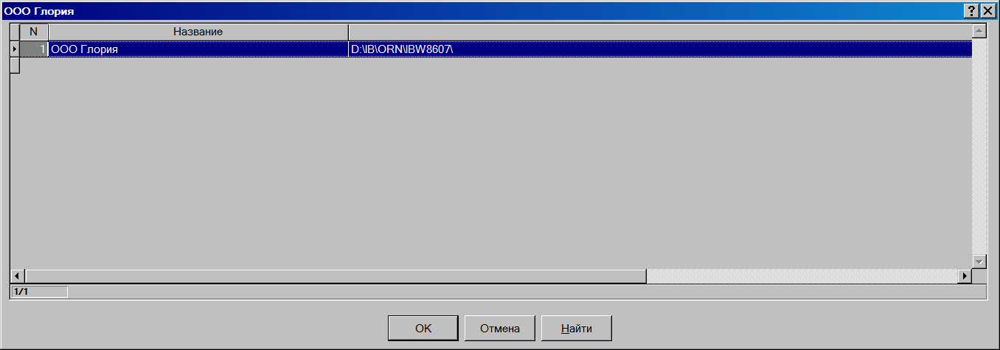 ООО Глория
N Название
1 ООО Глория D:\IB\ORN\IBW8607\
1/1
OK Отмена Найти